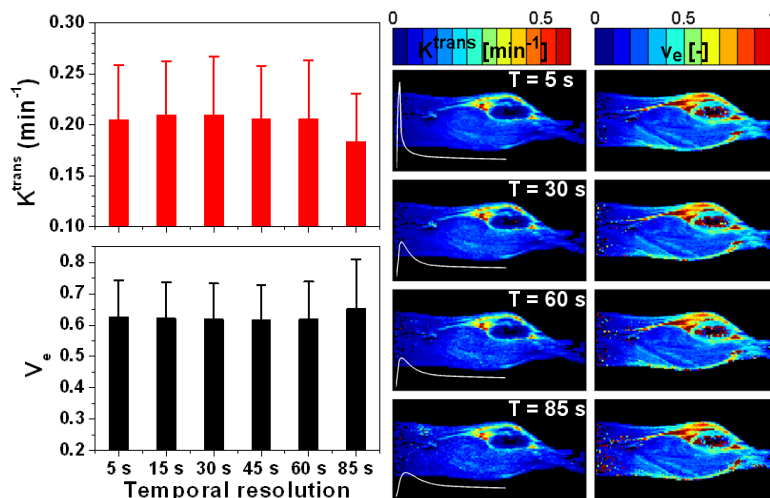 0.30
0.25
0.20
0.15
0.10
K^trans (min^-1)
0.8
0.7
0.6
0.5
0.4
0.3
0.2
V_e
5 s 15 s 30 s 45 s 60 s 85 s
Temporal resolution
0 0.5
K^trans [min^-1]
0 0.5 1
v_e [-]
T = 5 s
T = 30 s
T = 60 s
T = 85 s